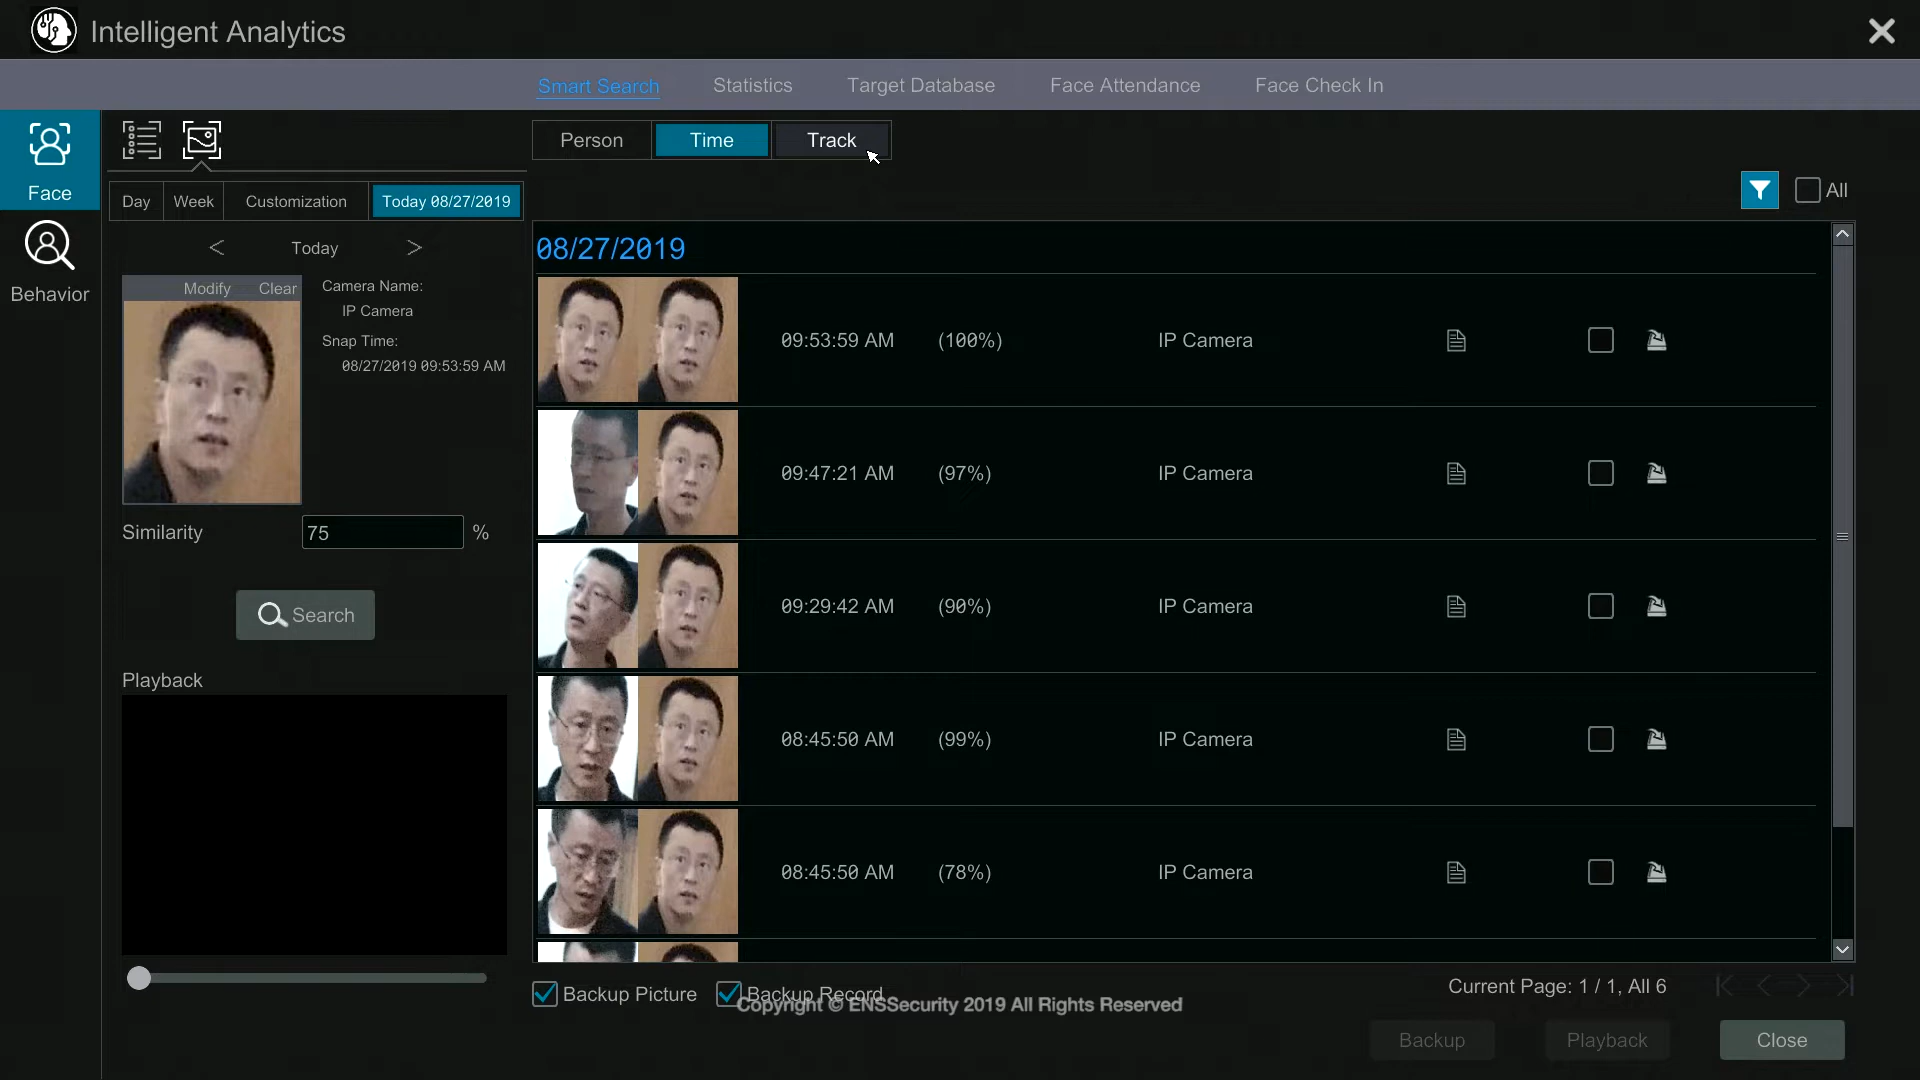 Intelligent Analytics
Smart Search Statistics Target Database Face Attendance Face Check In
Face
Behavior
Person Time Track
Day Week Customization Today 08/27/2019
All
< Today >
Modify Clear
Camera Name:
IP Camera
Snap Time:
08/27/2019 09:53:59 AM
Similarity 75 %
Search
Playback
08/27/2019
09:53:59 AM (100%) IP Camera
09:47:21 AM (97%) IP Camera
09:29:42 AM (90%) IP Camera
08:45:50 AM (99%) IP Camera
08:45:50 AM (78%) IP Camera
Backup Picture Backup Record
Current Page: 1 / 1, All 6
Copyright © ENSSecurity 2019 All Rights Reserved
Backup Playback Close